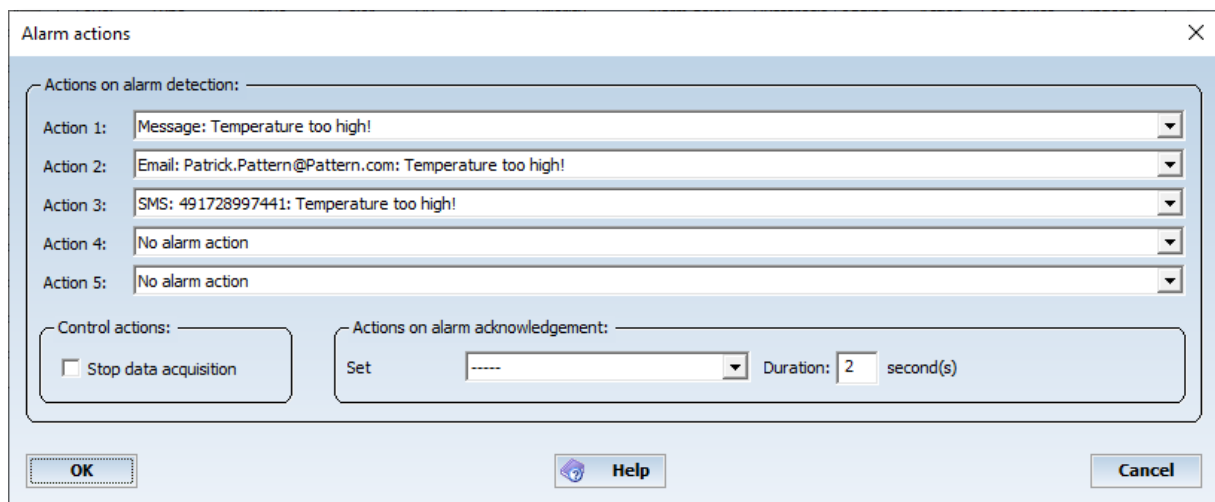 Alarm actions
Actions on alarm detection:
Action 1: Message: Temperature too high!
Action 2: Email: Patrick.Pattern@Pattern.com: Temperature too high!
Action 3: SMS: 491728997441: Temperature too high!
Action 4: No alarm action
Action 5: No alarm action
Control actions: Actions on alarm acknowledgement:
Stop data acquisition Set ----- Duration: 2 second(s)
OK Help Cancel